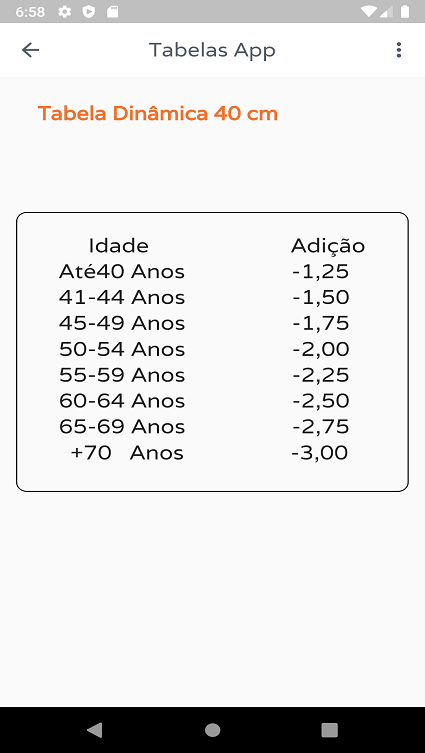 6:58
Tabelas App
Tabela Dinâmica 40 cm
Idade Adição
Até40 Anos -1,25
41-44 Anos -1,50
45-49 Anos -1,75
50-54 Anos -2,00
55-59 Anos -2,25
60-64 Anos -2,50
65-69 Anos -2,75
+70 Anos -3,00